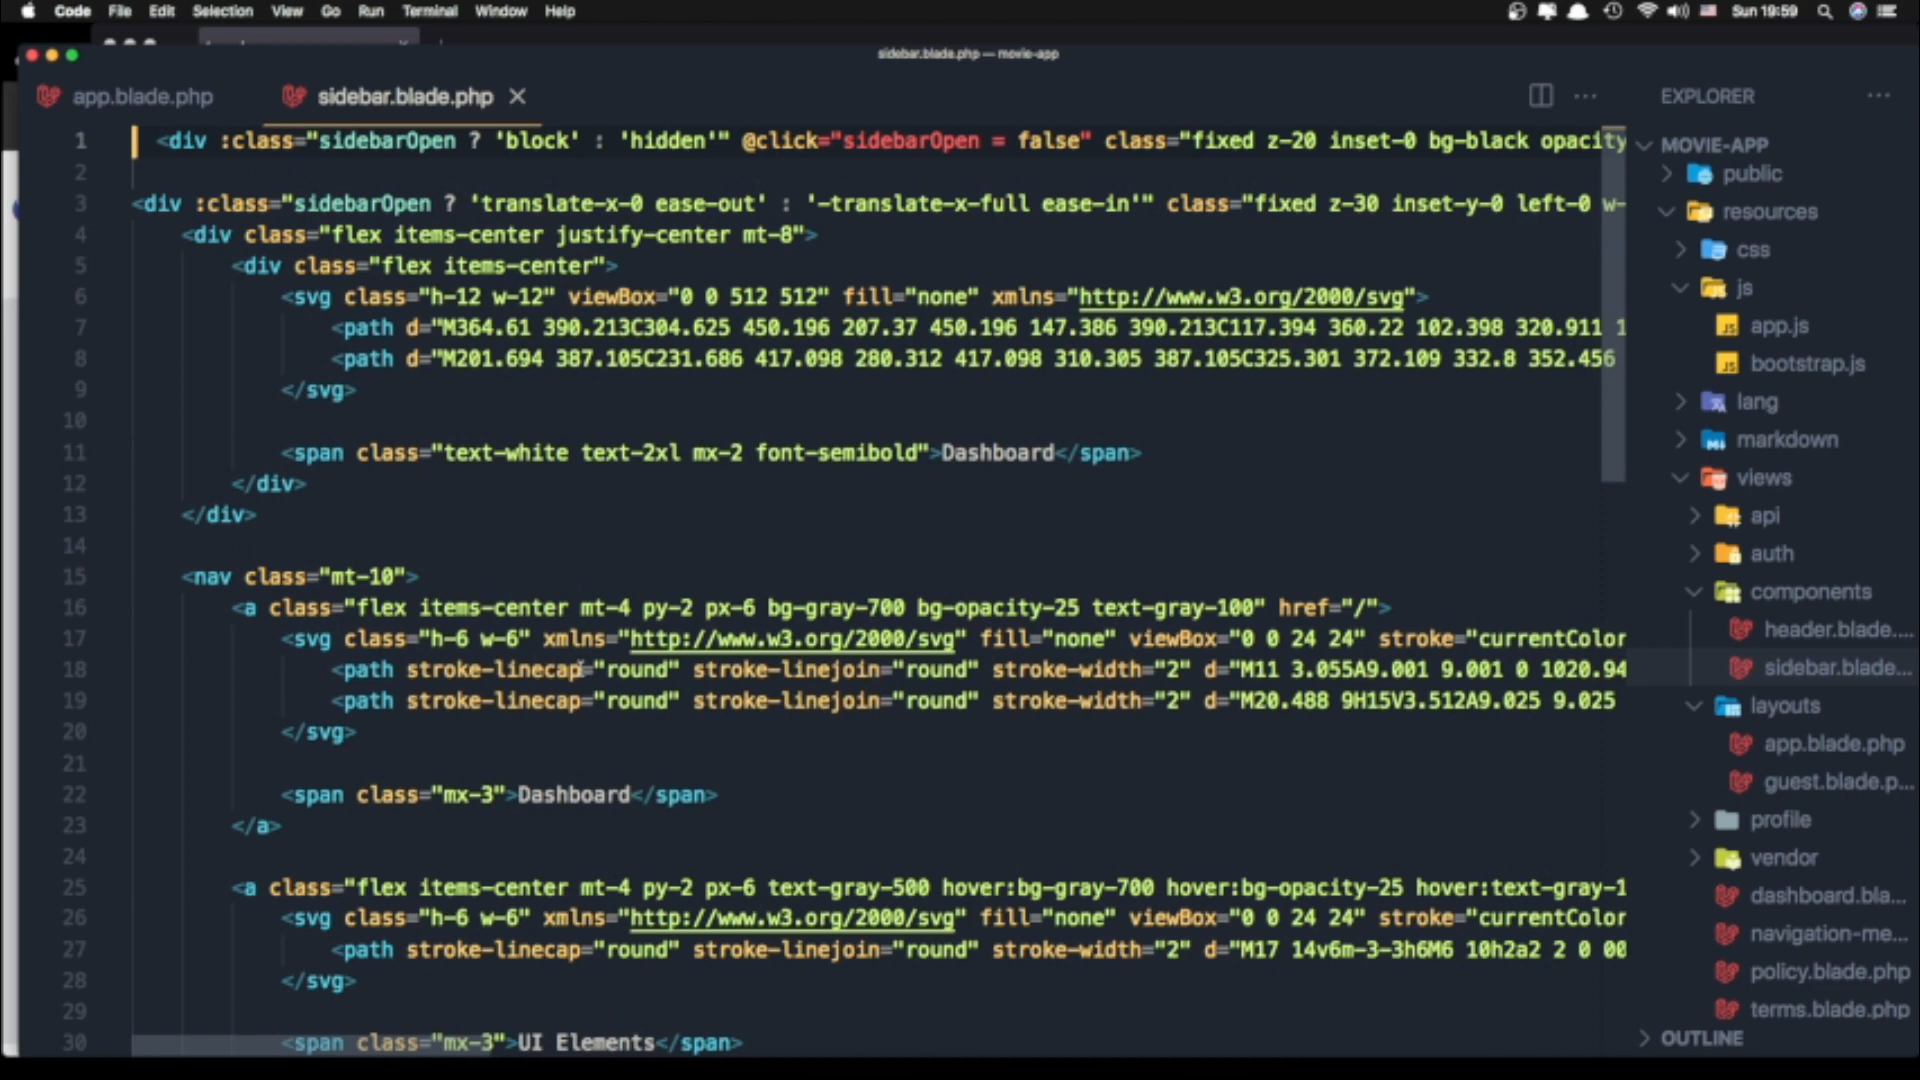 Code File Edit Selection View Go Run Terminal Window Help Sun 19:59
sidebar.blade.php — movie-app
app.blade.php sidebar.blade.php
EXPLORER
1 <div :class="sidebarOpen ? 'block' : 'hidden'" @click="sidebarOpen = false" class="fixed z-20 inset-0 bg-black opacity
2
3 <div :class="sidebarOpen ? 'translate-x-0 ease-out' : '-translate-x-full ease-in'" class="fixed z-30 inset-y-0 left-0 w-
4 <div class="flex items-center justify-center mt-8">
5 <div class="flex items-center">
6 <svg class="h-12 w-12" viewBox="0 0 512 512" fill="none" xmlns="http://www.w3.org/2000/svg">
7 <path d="M364.61 390.213C304.625 450.196 207.37 450.196 147.386 390.213C117.394 360.22 102.398 320.911 1
8 <path d="M201.694 387.105C231.686 417.098 280.312 417.098 310.305 387.105C325.301 372.109 332.8 352.456
9 </svg>
10
11 <span class="text-white text-2xl mx-2 font-semibold">Dashboard</span>
12 </div>
13 </div>
14
15 <nav class="mt-10">
16 <a class="flex items-center mt-4 py-2 px-6 bg-gray-700 bg-opacity-25 text-gray-100" href="/">
17 <svg class="h-6 w-6" xmlns="http://www.w3.org/2000/svg" fill="none" viewBox="0 0 24 24" stroke="currentColor
18 <path stroke-linecap="round" stroke-linejoin="round" stroke-width="2" d="M11 3.055A9.001 9.001 0 1020.94
19 <path stroke-linecap="round" stroke-linejoin="round" stroke-width="2" d="M20.488 9H15V3.512A9.025 9.025
20 </svg>
21
22 <span class="mx-3">Dashboard</span>
23 </a>
24
25 <a class="flex items-center mt-4 py-2 px-6 text-gray-500 hover:bg-gray-700 hover:bg-opacity-25 hover:text-gray-1
26 <svg class="h-6 w-6" xmlns="http://www.w3.org/2000/svg" fill="none" viewBox="0 0 24 24" stroke="currentColor
27 <path stroke-linecap="round" stroke-linejoin="round" stroke-width="2" d="M17 14v6m-3-3h6M6 10h2a2 2 0 00
28 </svg>
29
30 <span class="mx-3">UI Elements</span>
MOVIE-APP
public
resources
css
js
app.js
bootstrap.js
lang
markdown
views
api
auth
components
header.blade....
sidebar.blade...
layouts
app.blade.php
guest.blade.p...
profile
vendor
dashboard.bla...
navigation-me...
policy.blade.php
terms.blade.php
OUTLINE